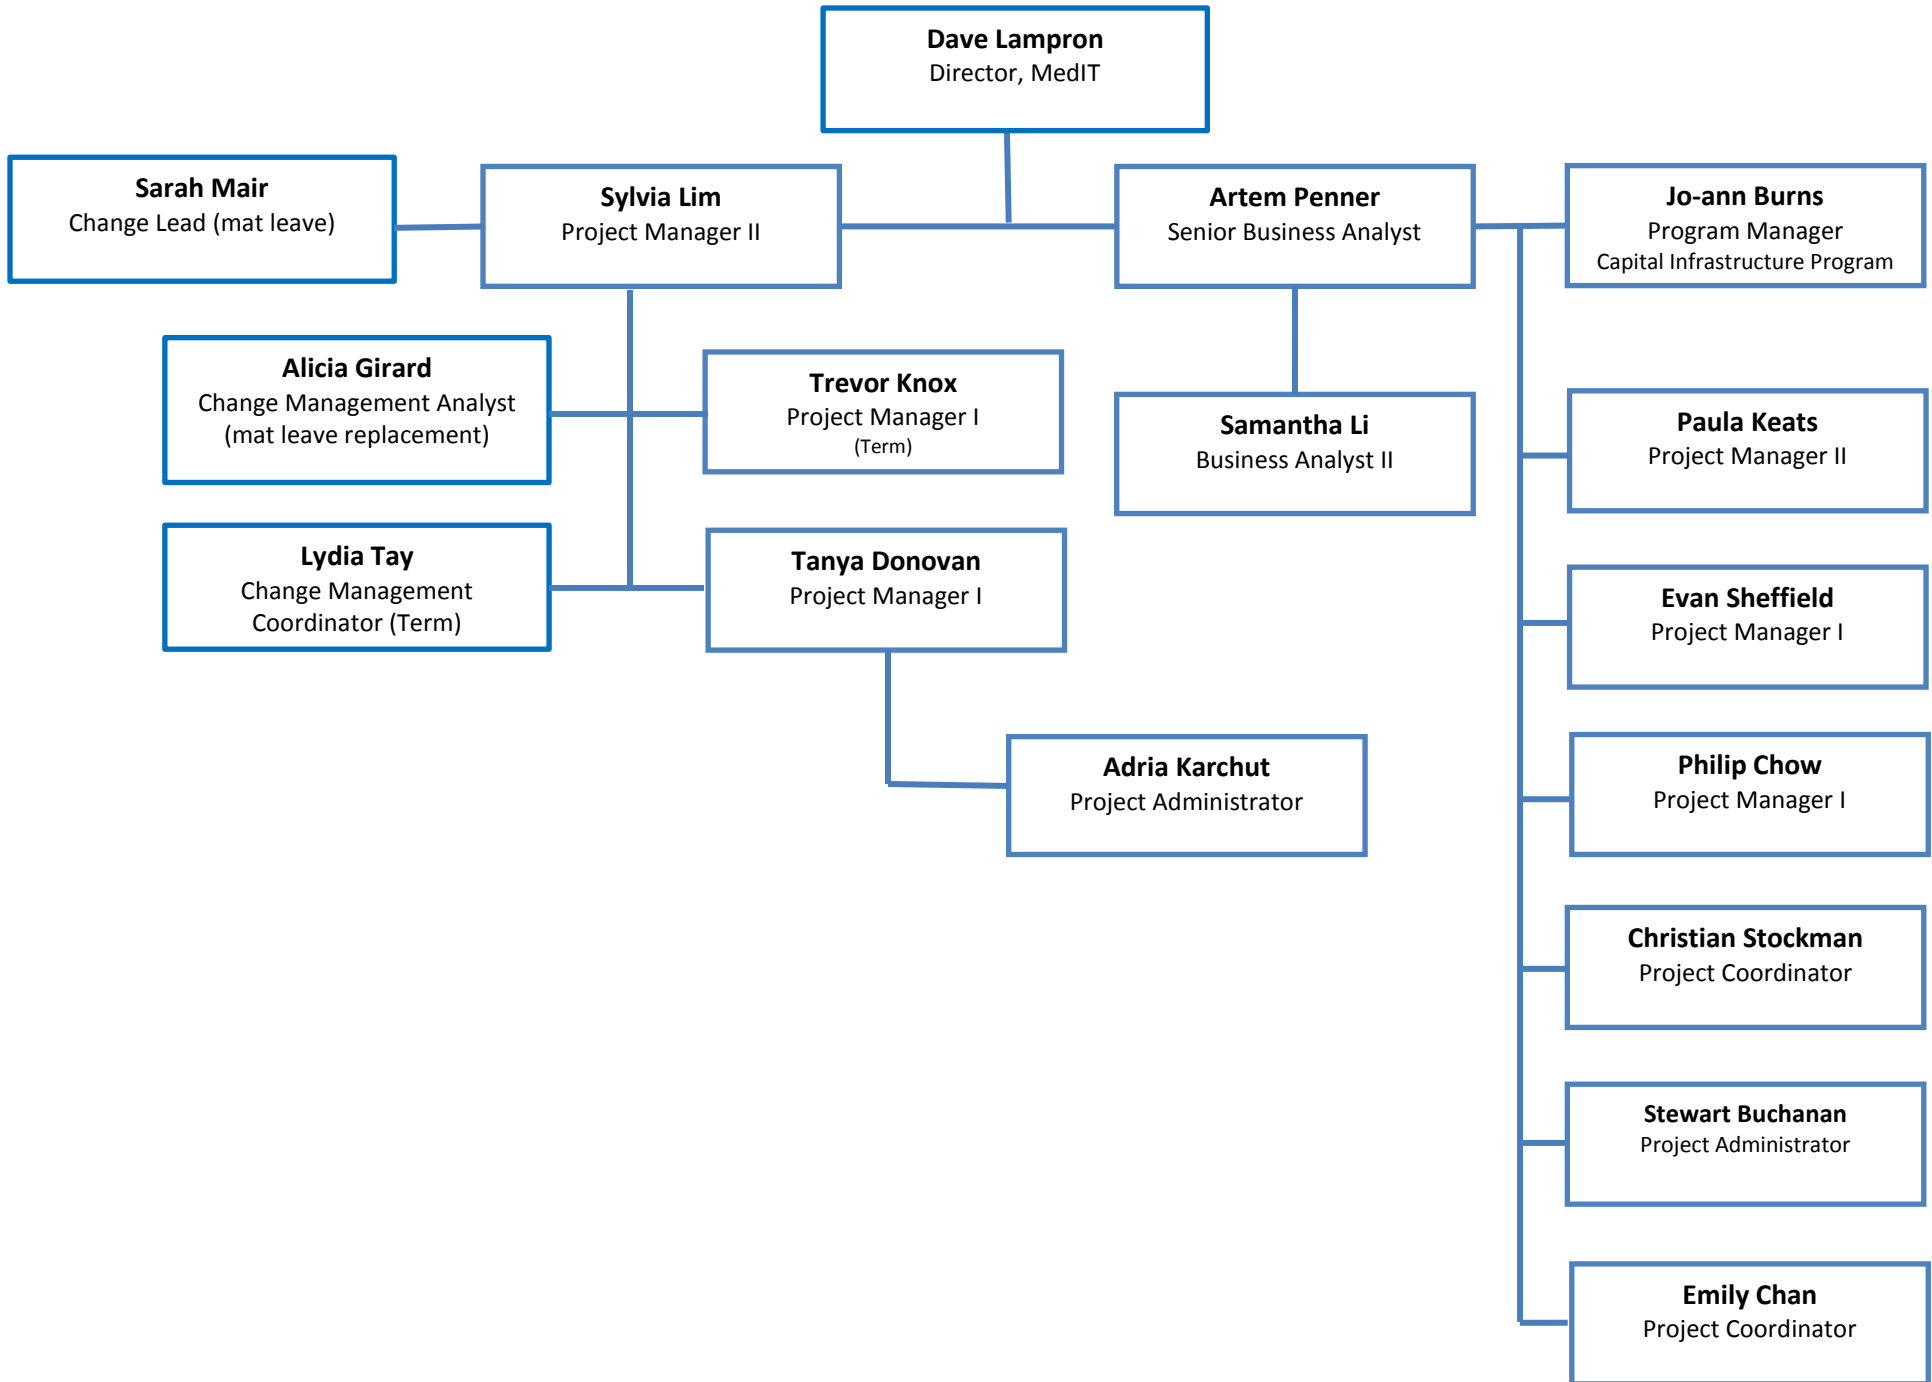 Dave Lampron
Director, MedIT
Sarah Mair
Change Lead (mat leave)
Sylvia Lim
Project Manager II
Artem Penner
Senior Business Analyst
Jo-ann Burns
Program Manager
Capital Infrastructure Program
Alicia Girard
Change Management Analyst
(mat leave replacement)
Trevor Knox
Project Manager I
(Term)
Samantha Li
Business Analyst II
Paula Keats
Project Manager II
Lydia Tay
Change Management
Coordinator (Term)
Tanya Donovan
Project Manager I
Evan Sheffield
Project Manager I
Adria Karchut
Project Administrator
Philip Chow
Project Manager I
Christian Stockman
Project Coordinator
Stewart Buchanan
Project Administrator
Emily Chan
Project Coordinator